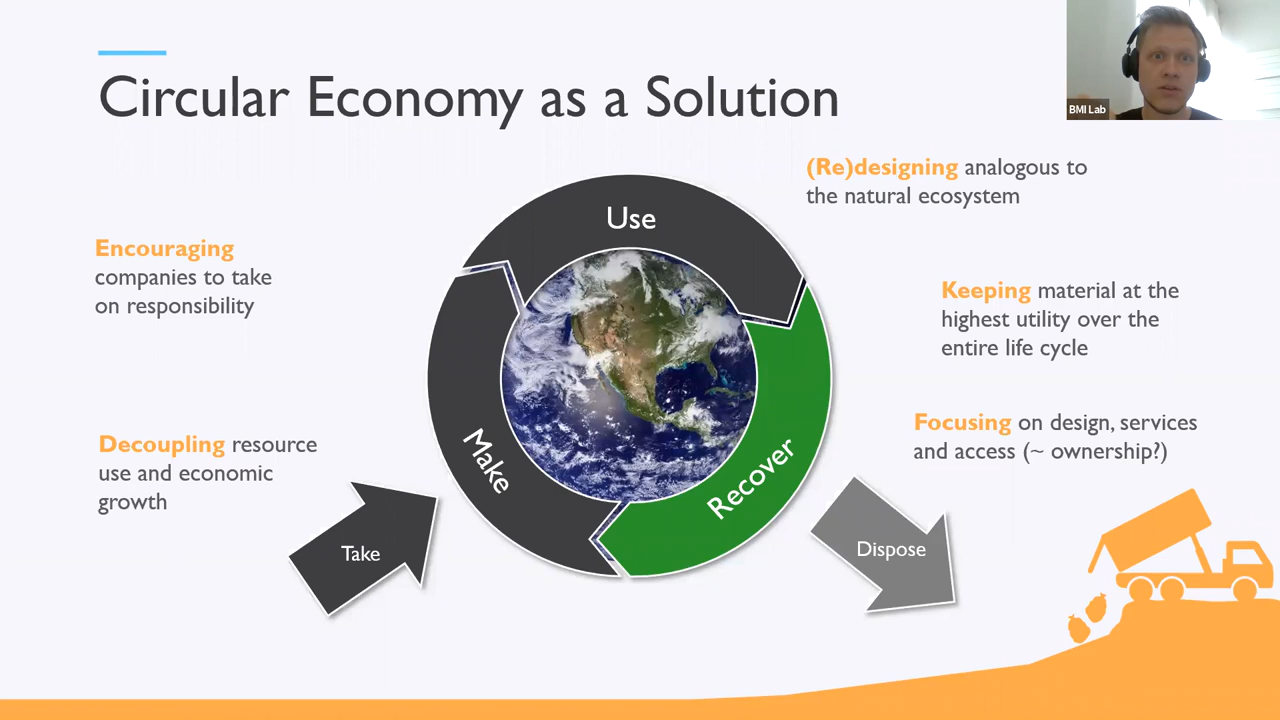 Circular Economy as a Solution
BMI Lab
(Re)designing analogous to
the natural ecosystem
Use
Encouraging
companies to take
on responsibility
Keeping material at the
highest utility over the
entire life cycle
Decoupling resource
use and economic
growth
Make
Recover
Focusing on design, services
and access (~ ownership?)
Take
Dispose